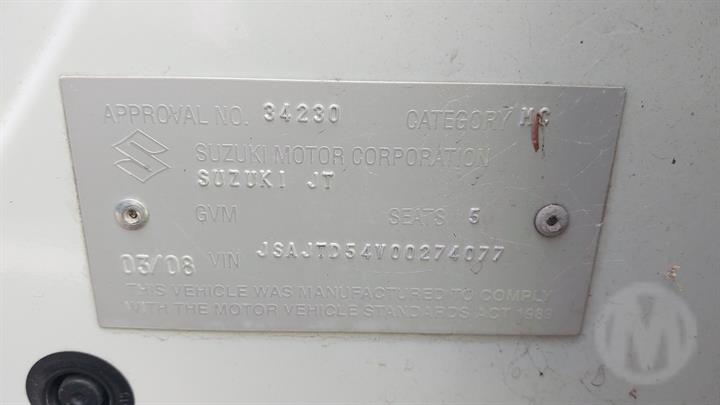 APPROVAL NO. 34230 CATEGORY MC
SUZUKI MOTOR CORPORATION
SUZUKI JT
GVM SEATS 5
03/08 VIN JSAJTD54V00274077
THIS VEHICLE WAS MANUFACTURED TO COMPLY
WITH THE MOTOR VEHICLE STANDARDS ACT 1989
M